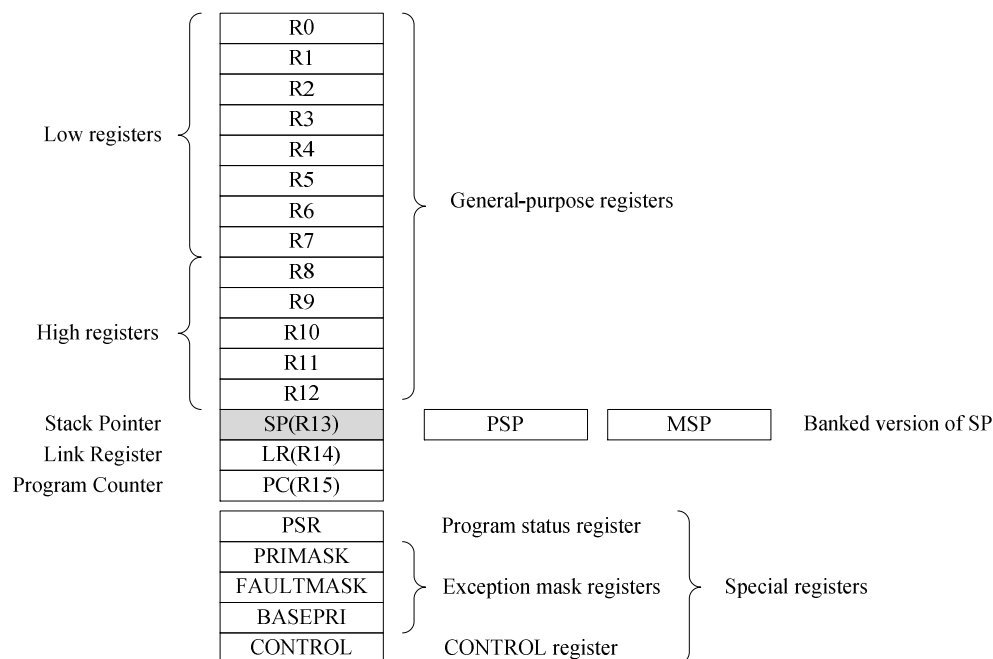 R0
R1
R2
R3
Low registers
R4
R5
General-purpose registers
R6
R7
R8
R9
High registers
R10
R11
R12
Stack Pointer SP(R13) PSP MSP Banked version of SP
Link Register LR(R14)
Program Counter PC(R15)
PSR Program status register
PRIMASK
FAULTMASK Exception mask registers Special registers
BASEPRI
CONTROL CONTROL register